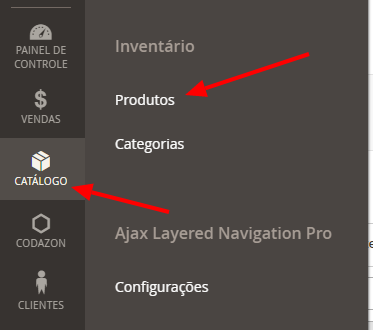 PAINEL DE
CONTROLE
VENDAS
CATÁLOGO
CODAZON
CLIENTES
Inventário
Produtos
Categorias
Ajax Layered Navigation Pro
Configurações